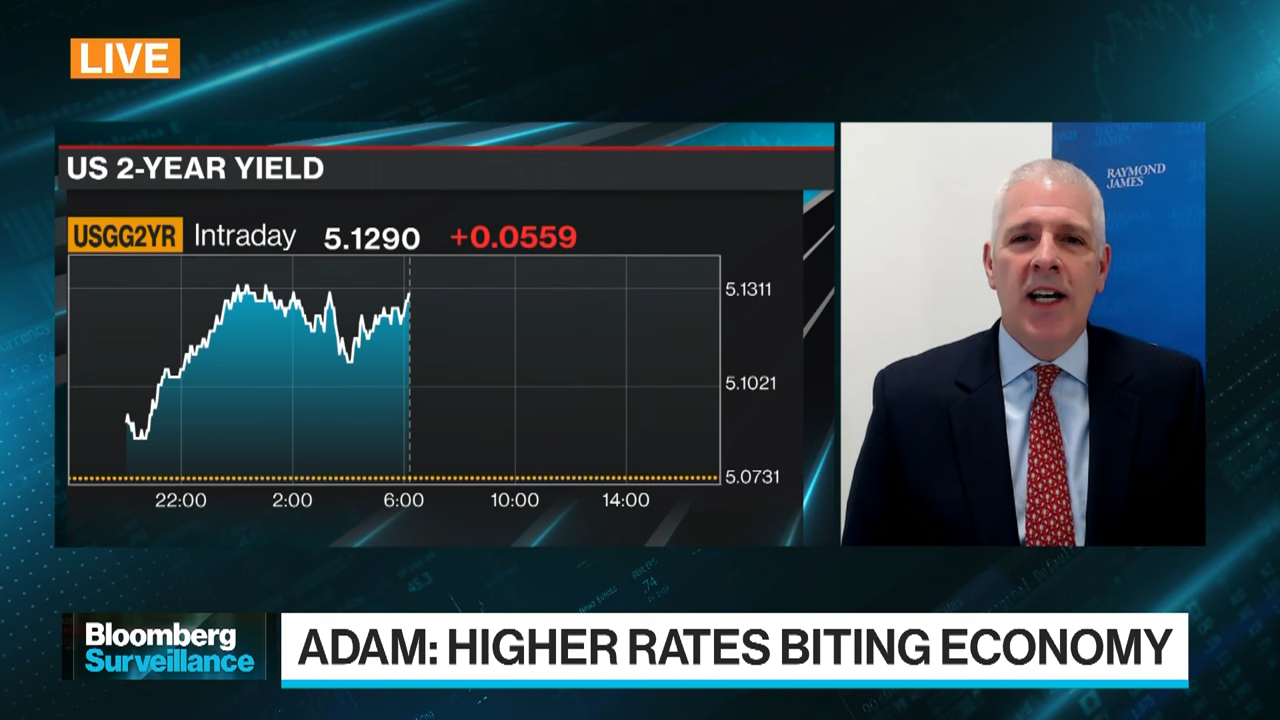 LIVE
US 2-YEAR YIELD
USGG2YR Intraday 5.1290 +0.0559
5.1311
5.1021
5.0731
22:00 2:00 6:00 10:00 14:00
RAYMOND
JAMES
Bloomberg
Surveillance
ADAM: HIGHER RATES BITING ECONOMY